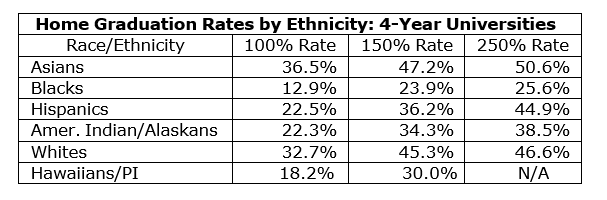 Home Graduation Rates by Ethnicity: 4-Year Universities
Race/Ethnicity 100% Rate 150% Rate 250% Rate
Asians 36.5% 47.2% 50.6%
Blacks 12.9% 23.9% 25.6%
Hispanics 22.5% 36.2% 44.9%
Amer. Indian/Alaskans 22.3% 34.3% 38.5%
Whites 32.7% 45.3% 46.6%
Hawaiians/PI 18.2% 30.0% N/A